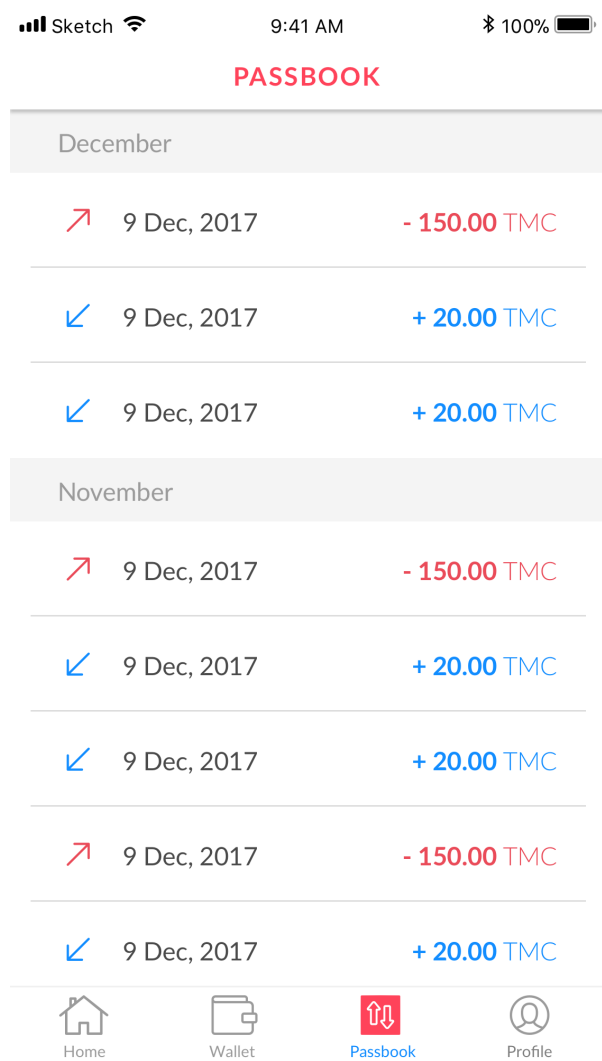 Sketch 9:41 AM 100%
PASSBOOK
December
9 Dec, 2017 - 150.00 TMC
9 Dec, 2017 + 20.00 TMC
9 Dec, 2017 + 20.00 TMC
November
9 Dec, 2017 - 150.00 TMC
9 Dec, 2017 + 20.00 TMC
9 Dec, 2017 + 20.00 TMC
9 Dec, 2017 - 150.00 TMC
9 Dec, 2017 + 20.00 TMC
Home Wallet Passbook Profile